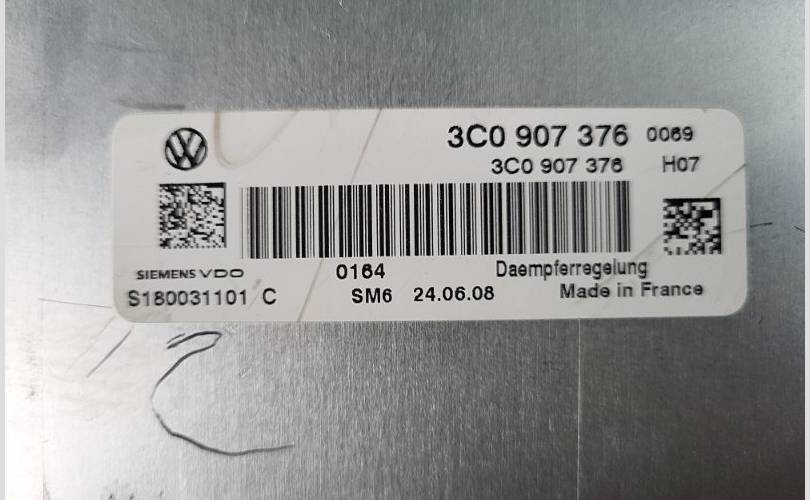 3C0 907 376 0069
3C0 907 376 H07
SIEMENS VDO 0164 Daempferregelung
S180031101 C SM6 24.06.08 Made in France